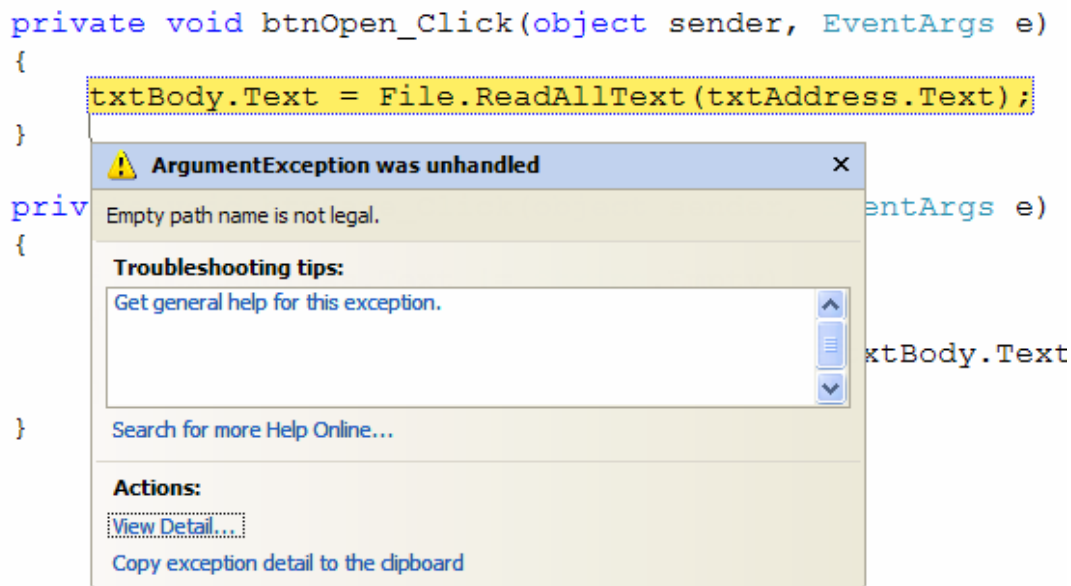 private void btnOpen_Click(object sender, EventArgs e)
{
txtBody.Text = File.ReadAllText(txtAddress.Text);
}
ArgumentException was unhandled
priv
entArgs e)
Empty path name is not legal.
{
Troubleshooting tips:
Get general help for this exception.
xtBody.Text
}
Search for more Help Online...
Actions:
View Detail...
Copy exception detail to the clipboard